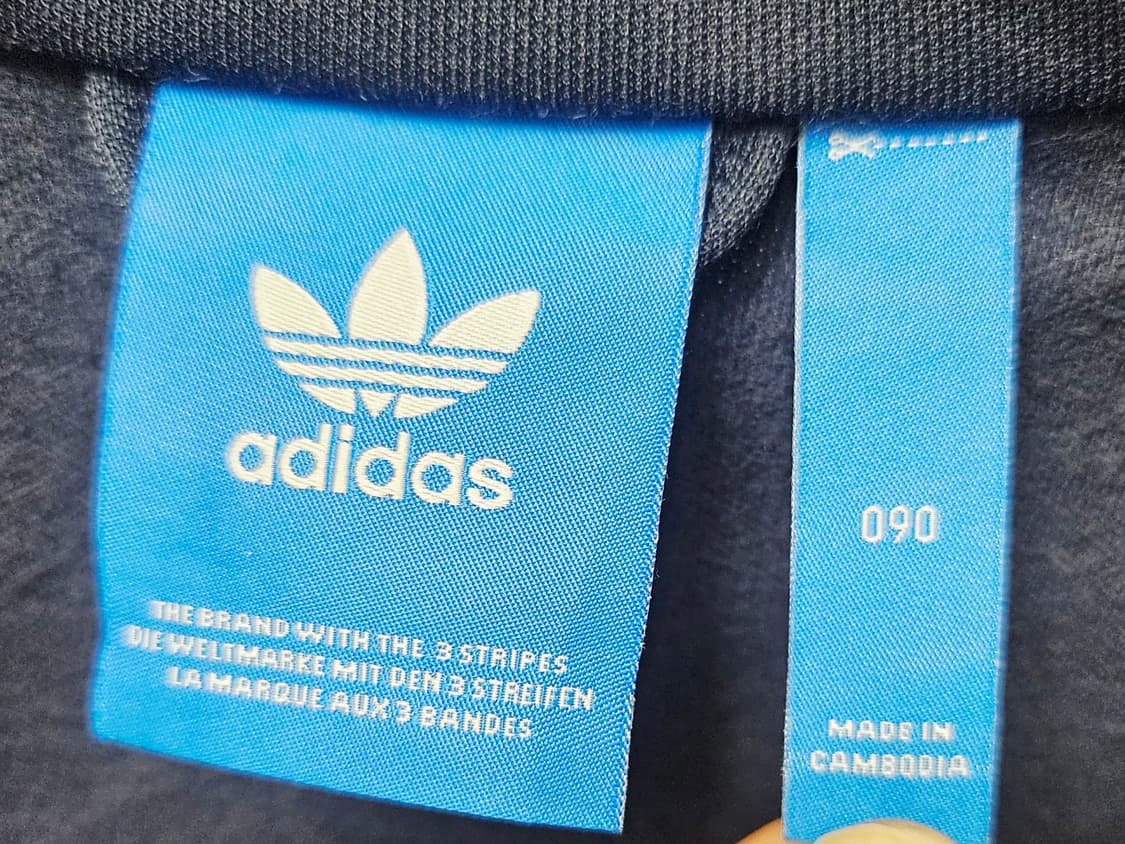 adidas
THE BRAND WITH THE 3 STRIPES
DIE WELTMARKE MIT DEN 3 STREIFEN
LA MARQUE AUX 3 BANDES
090
MADE IN
CAMBODIA